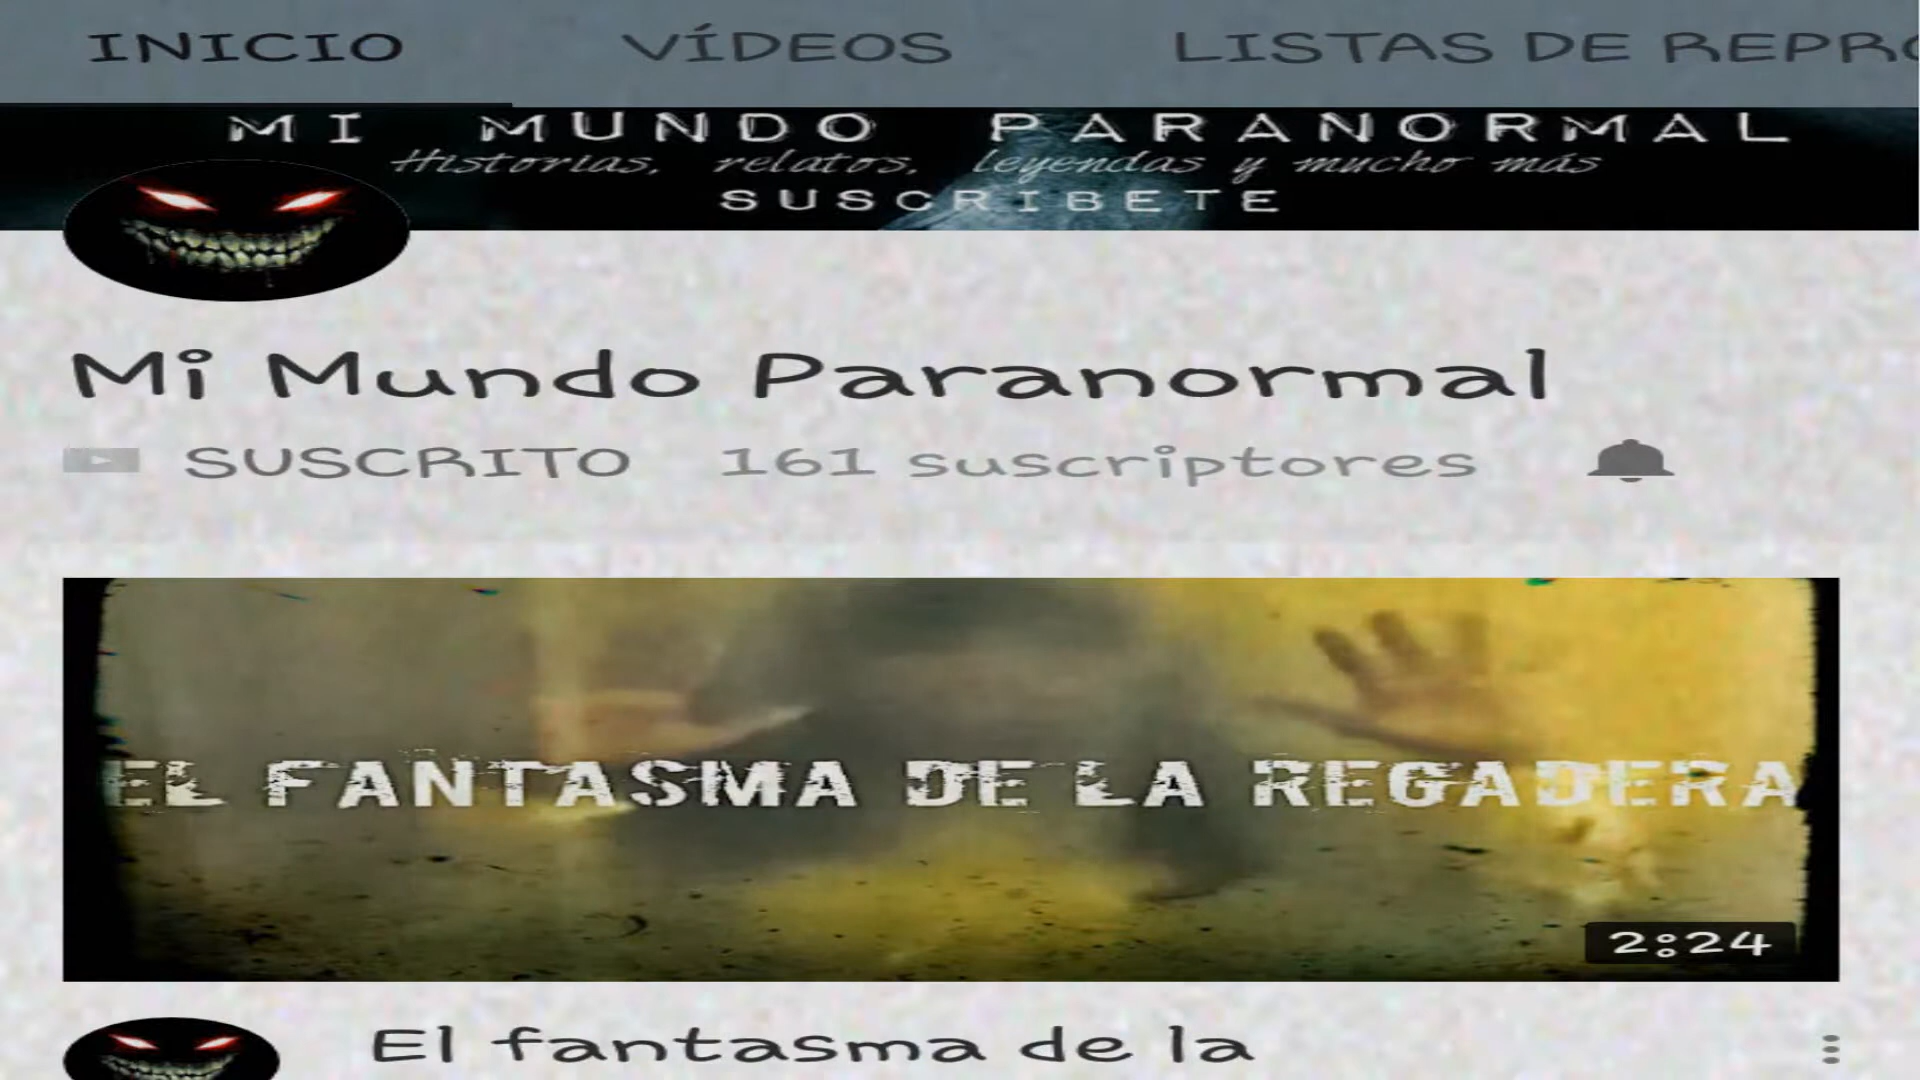 INICIO VÍDEOS LISTAS DE REPRO
MI MUNDO PARANORMAL
Historias, relatos, leyendas y mucho más
SUSCRIBETE
Mi Mundo Paranormal
SUSCRITO 161 suscriptores
EL FANTASMA DE LA REGADERA
2:24
El fantasma de la